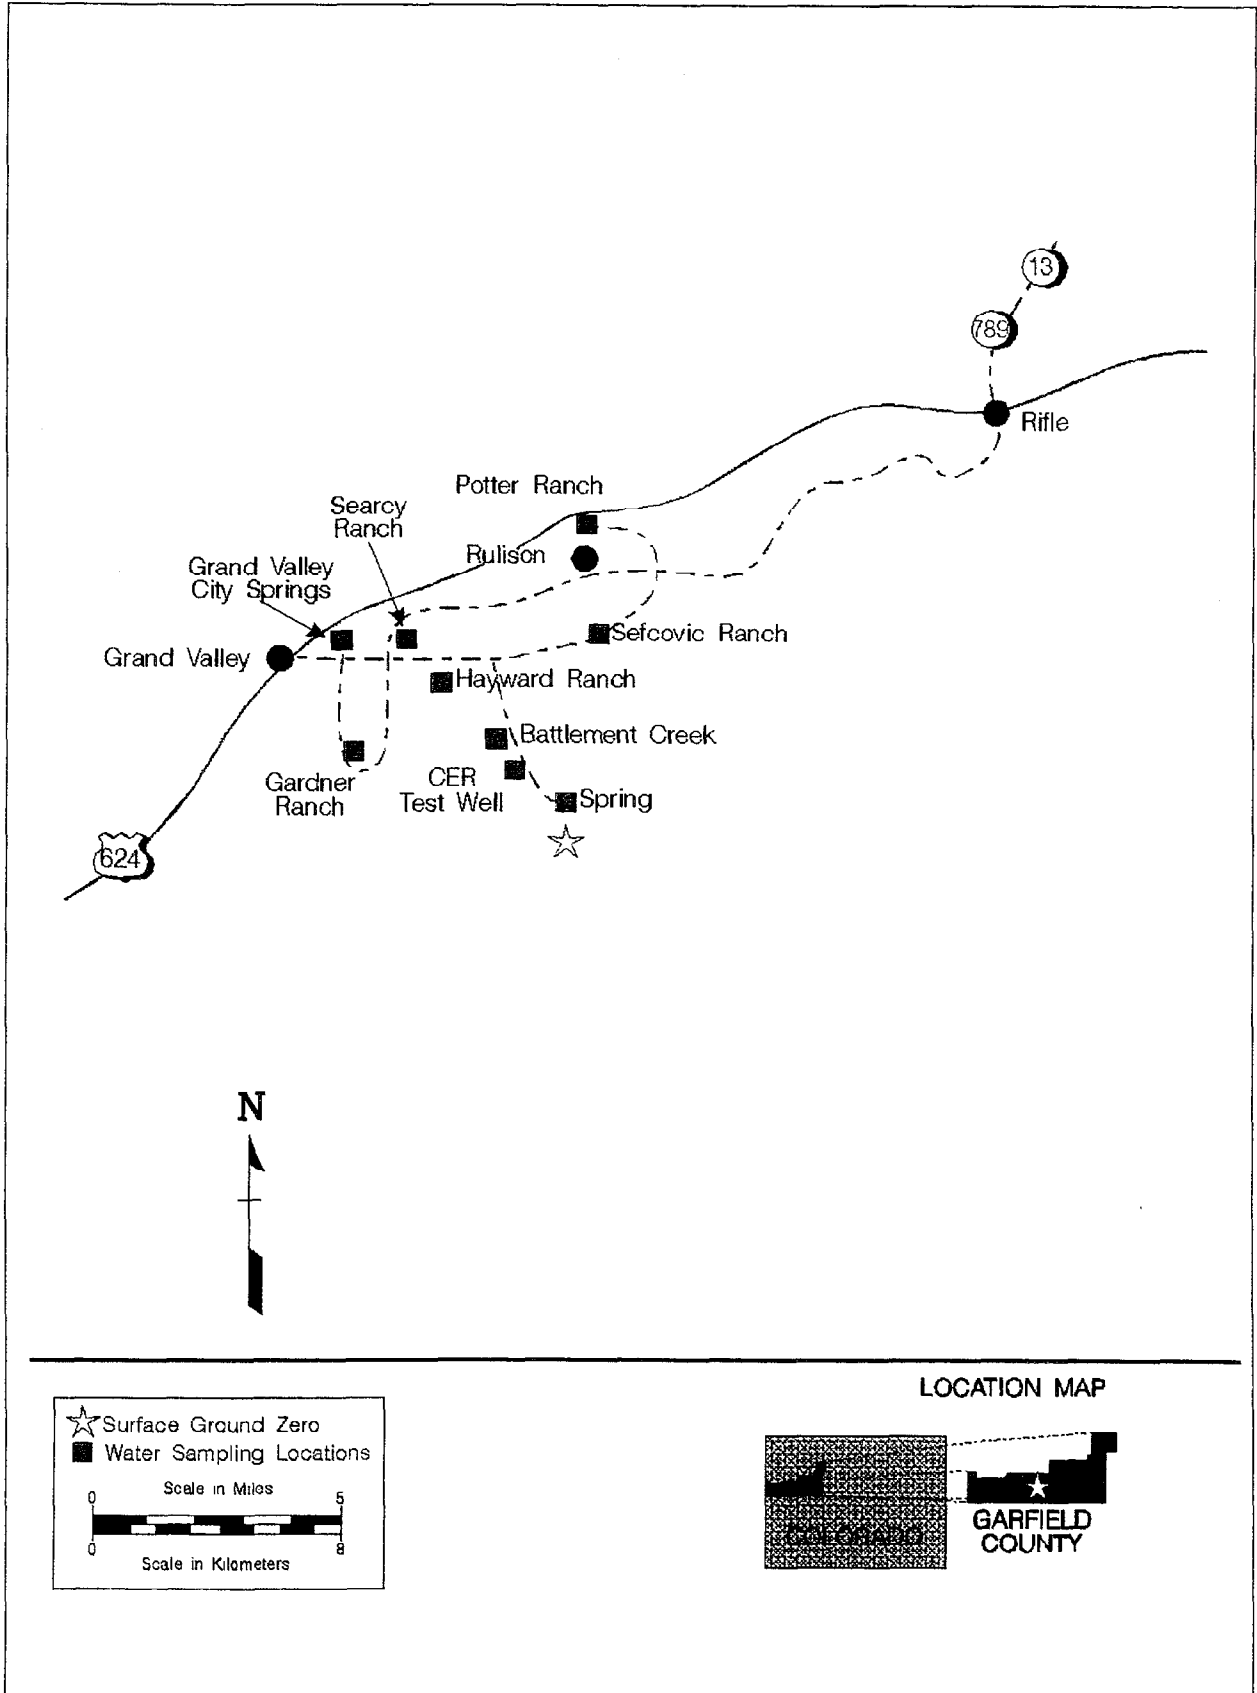 13
789
Rifle
Potter Ranch
Searcy
Ranch
Rulison
Grand Valley
City Springs
Sefcovic Ranch
Grand Valley
Hayward Ranch
Battlement Creek
Gardner
Ranch
CER
Test Well
Spring
624
N
LOCATION MAP
Surface Ground Zero
Water Sampling Locations
Scale in Miles
0 5
0 8
Scale in Kilometers
COLORADO
GARFIELD
COUNTY